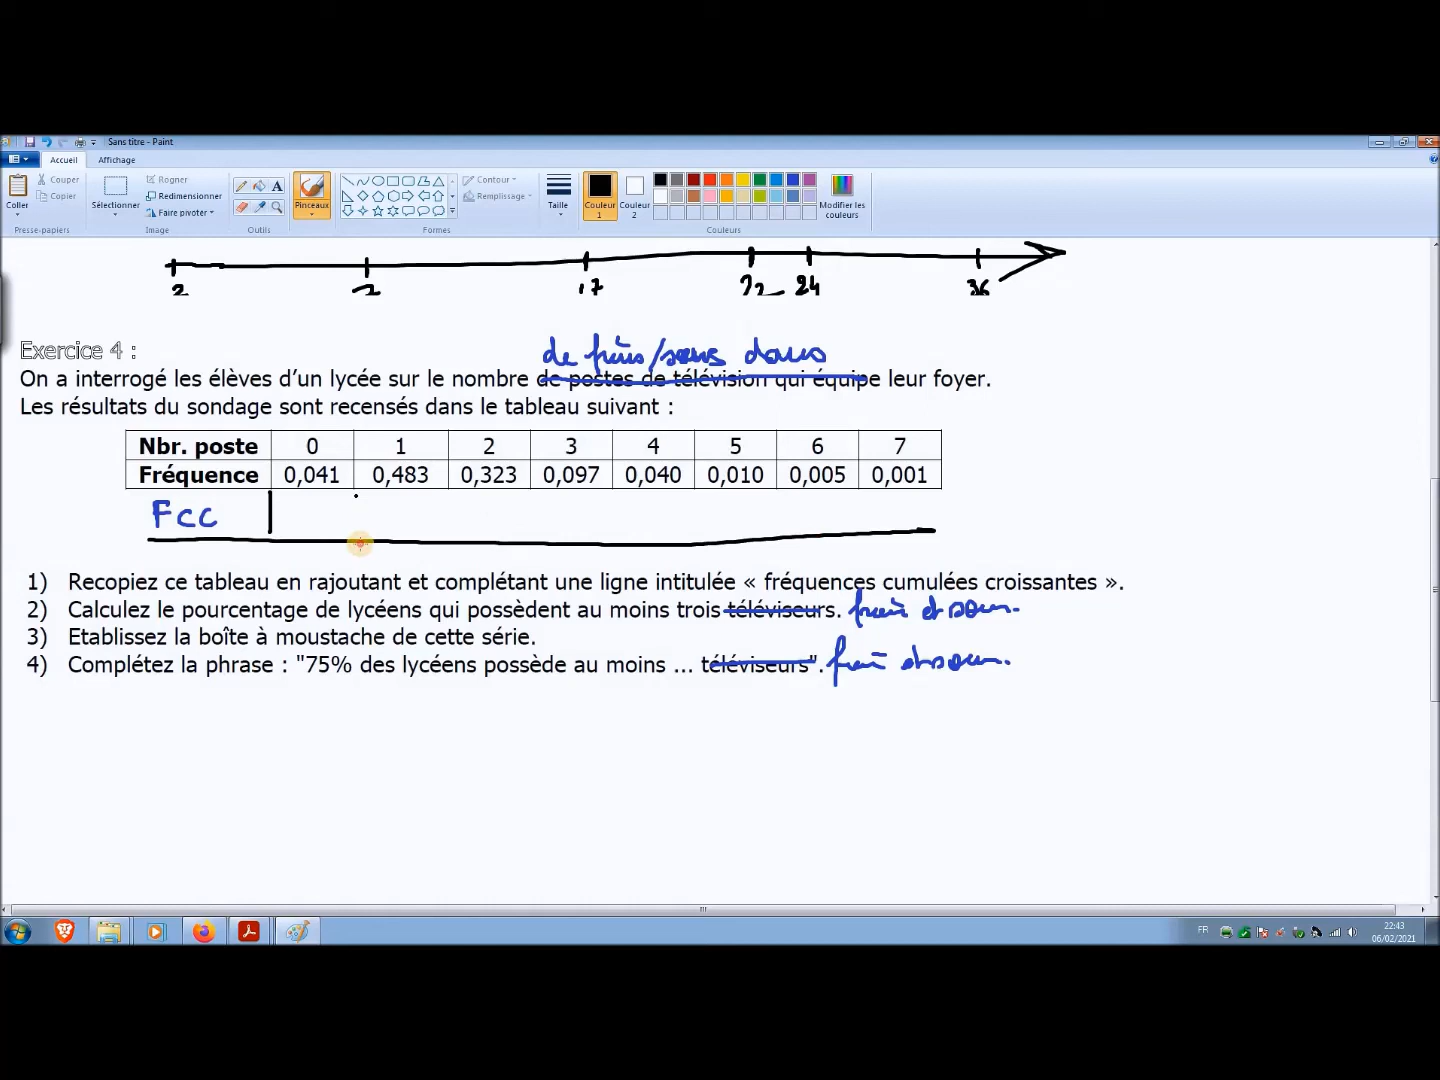 Sans titre - Paint
Accueil Affichage
Coller
Couper
Copier
Presse-papiers
Sélectionner
Rogner
Redimensionner
Faire pivoter
Image
Outils
Pinceaux
Contour
Remplissage
Formes
Taille
Couleur 1
Couleur 2
Modifier les couleurs
Couleurs
17 22 24 36
Exercice 4 :
de
On a interrogé les élèves d’un lycée sur le nombre de postes de télévision qui équipe leur foyer.
Les résultats du sondage sont recensés dans le tableau suivant :
Nbr. poste 0 1 2 3 4 5 6 7
Fréquence 0,041 0,483 0,323 0,097 0,040 0,010 0,005 0,001
FCC
1) Recopiez ce tableau en rajoutant et complétant une ligne intitulée « fréquences cumulées croissantes ».
2) Calculez le pourcentage de lycéens qui possèdent au moins trois téléviseurs.
3) Etablissez la boîte à moustache de cette série.
4) Complétez la phrase : "75% des lycéens possède au moins ... téléviseurs".
FR
22:43
06/02/2021